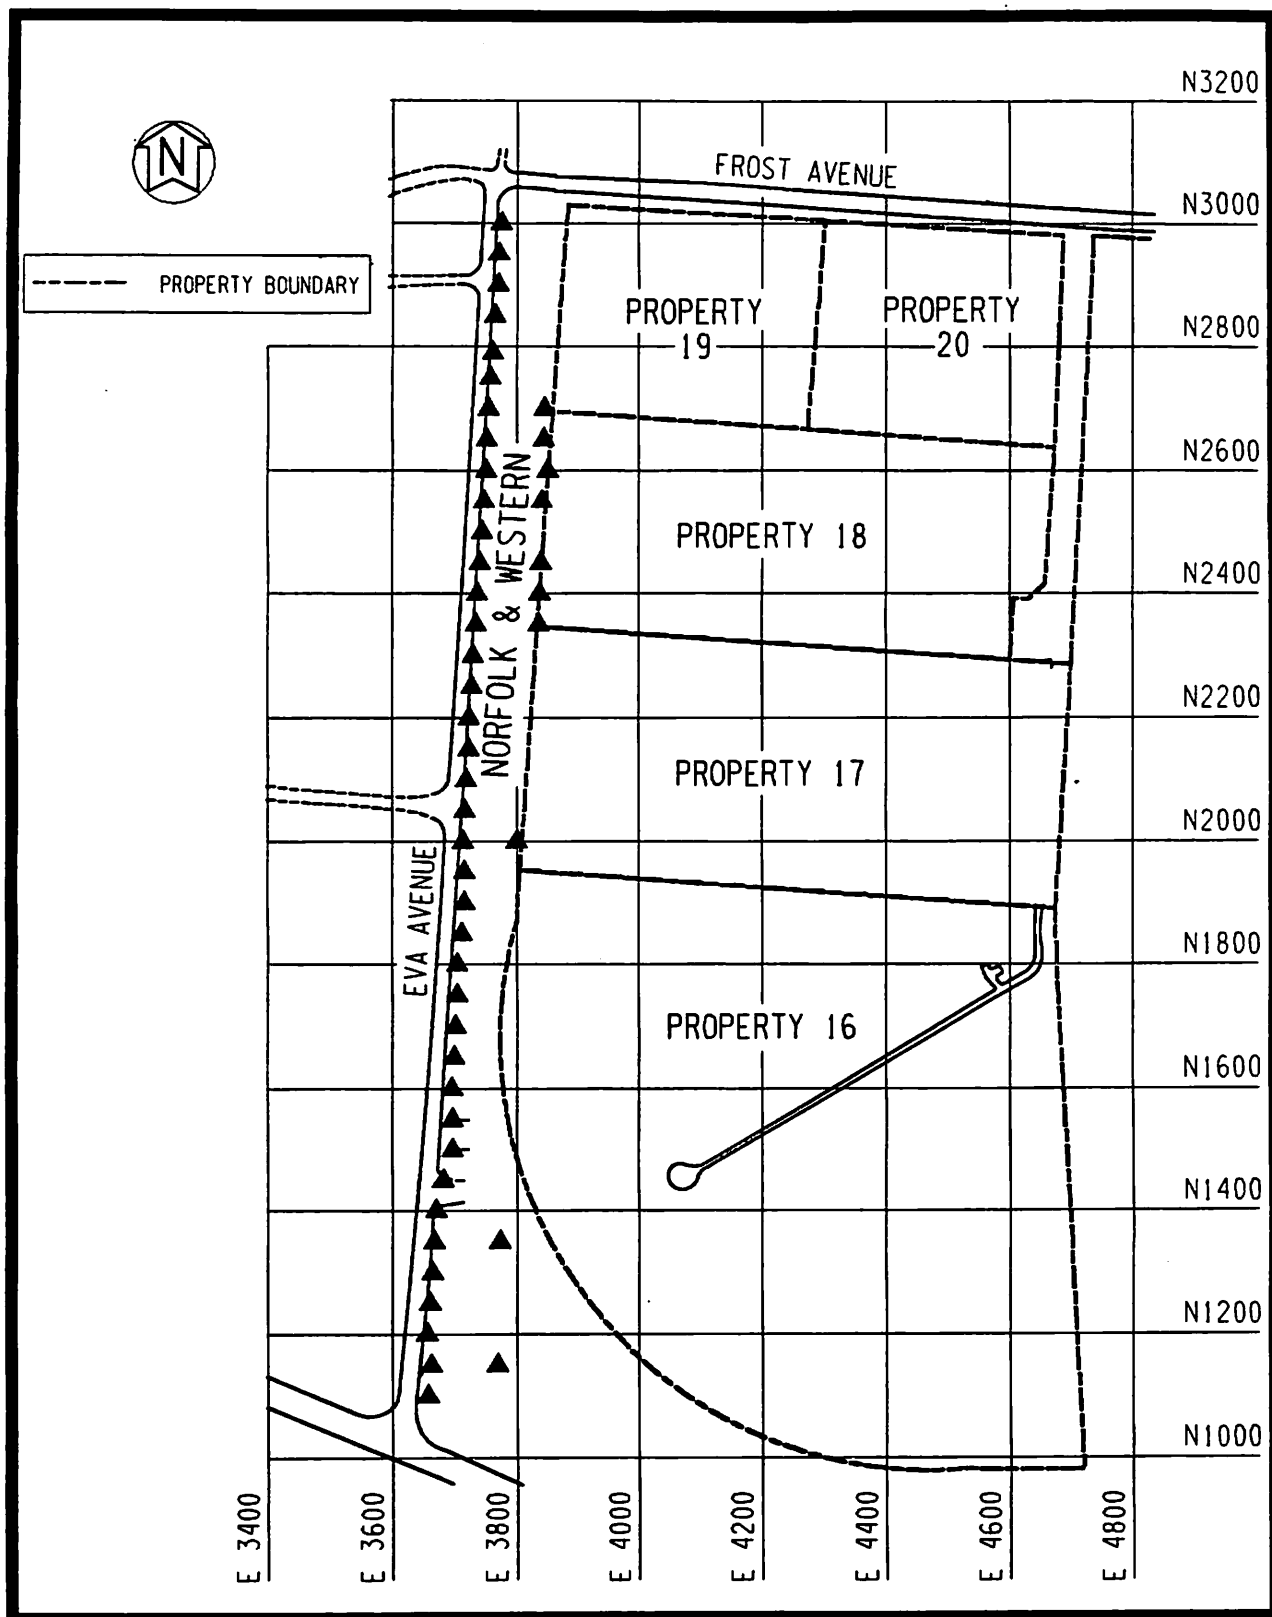 N3200
N
FROST AVENUE
N3000
PROPERTY BOUNDARY
PROPERTY
19
PROPERTY
20
N2800
N2600
NORFOLK & WESTERN
PROPERTY 18
N2400
N2200
PROPERTY 17
N2000
EVA AVENUE
N1800
PROPERTY 16
N1600
N1400
N1200
N1000
E 3400
E 3600
E 3800
E 4000
E 4200
E 4400
E 4600
E 4800